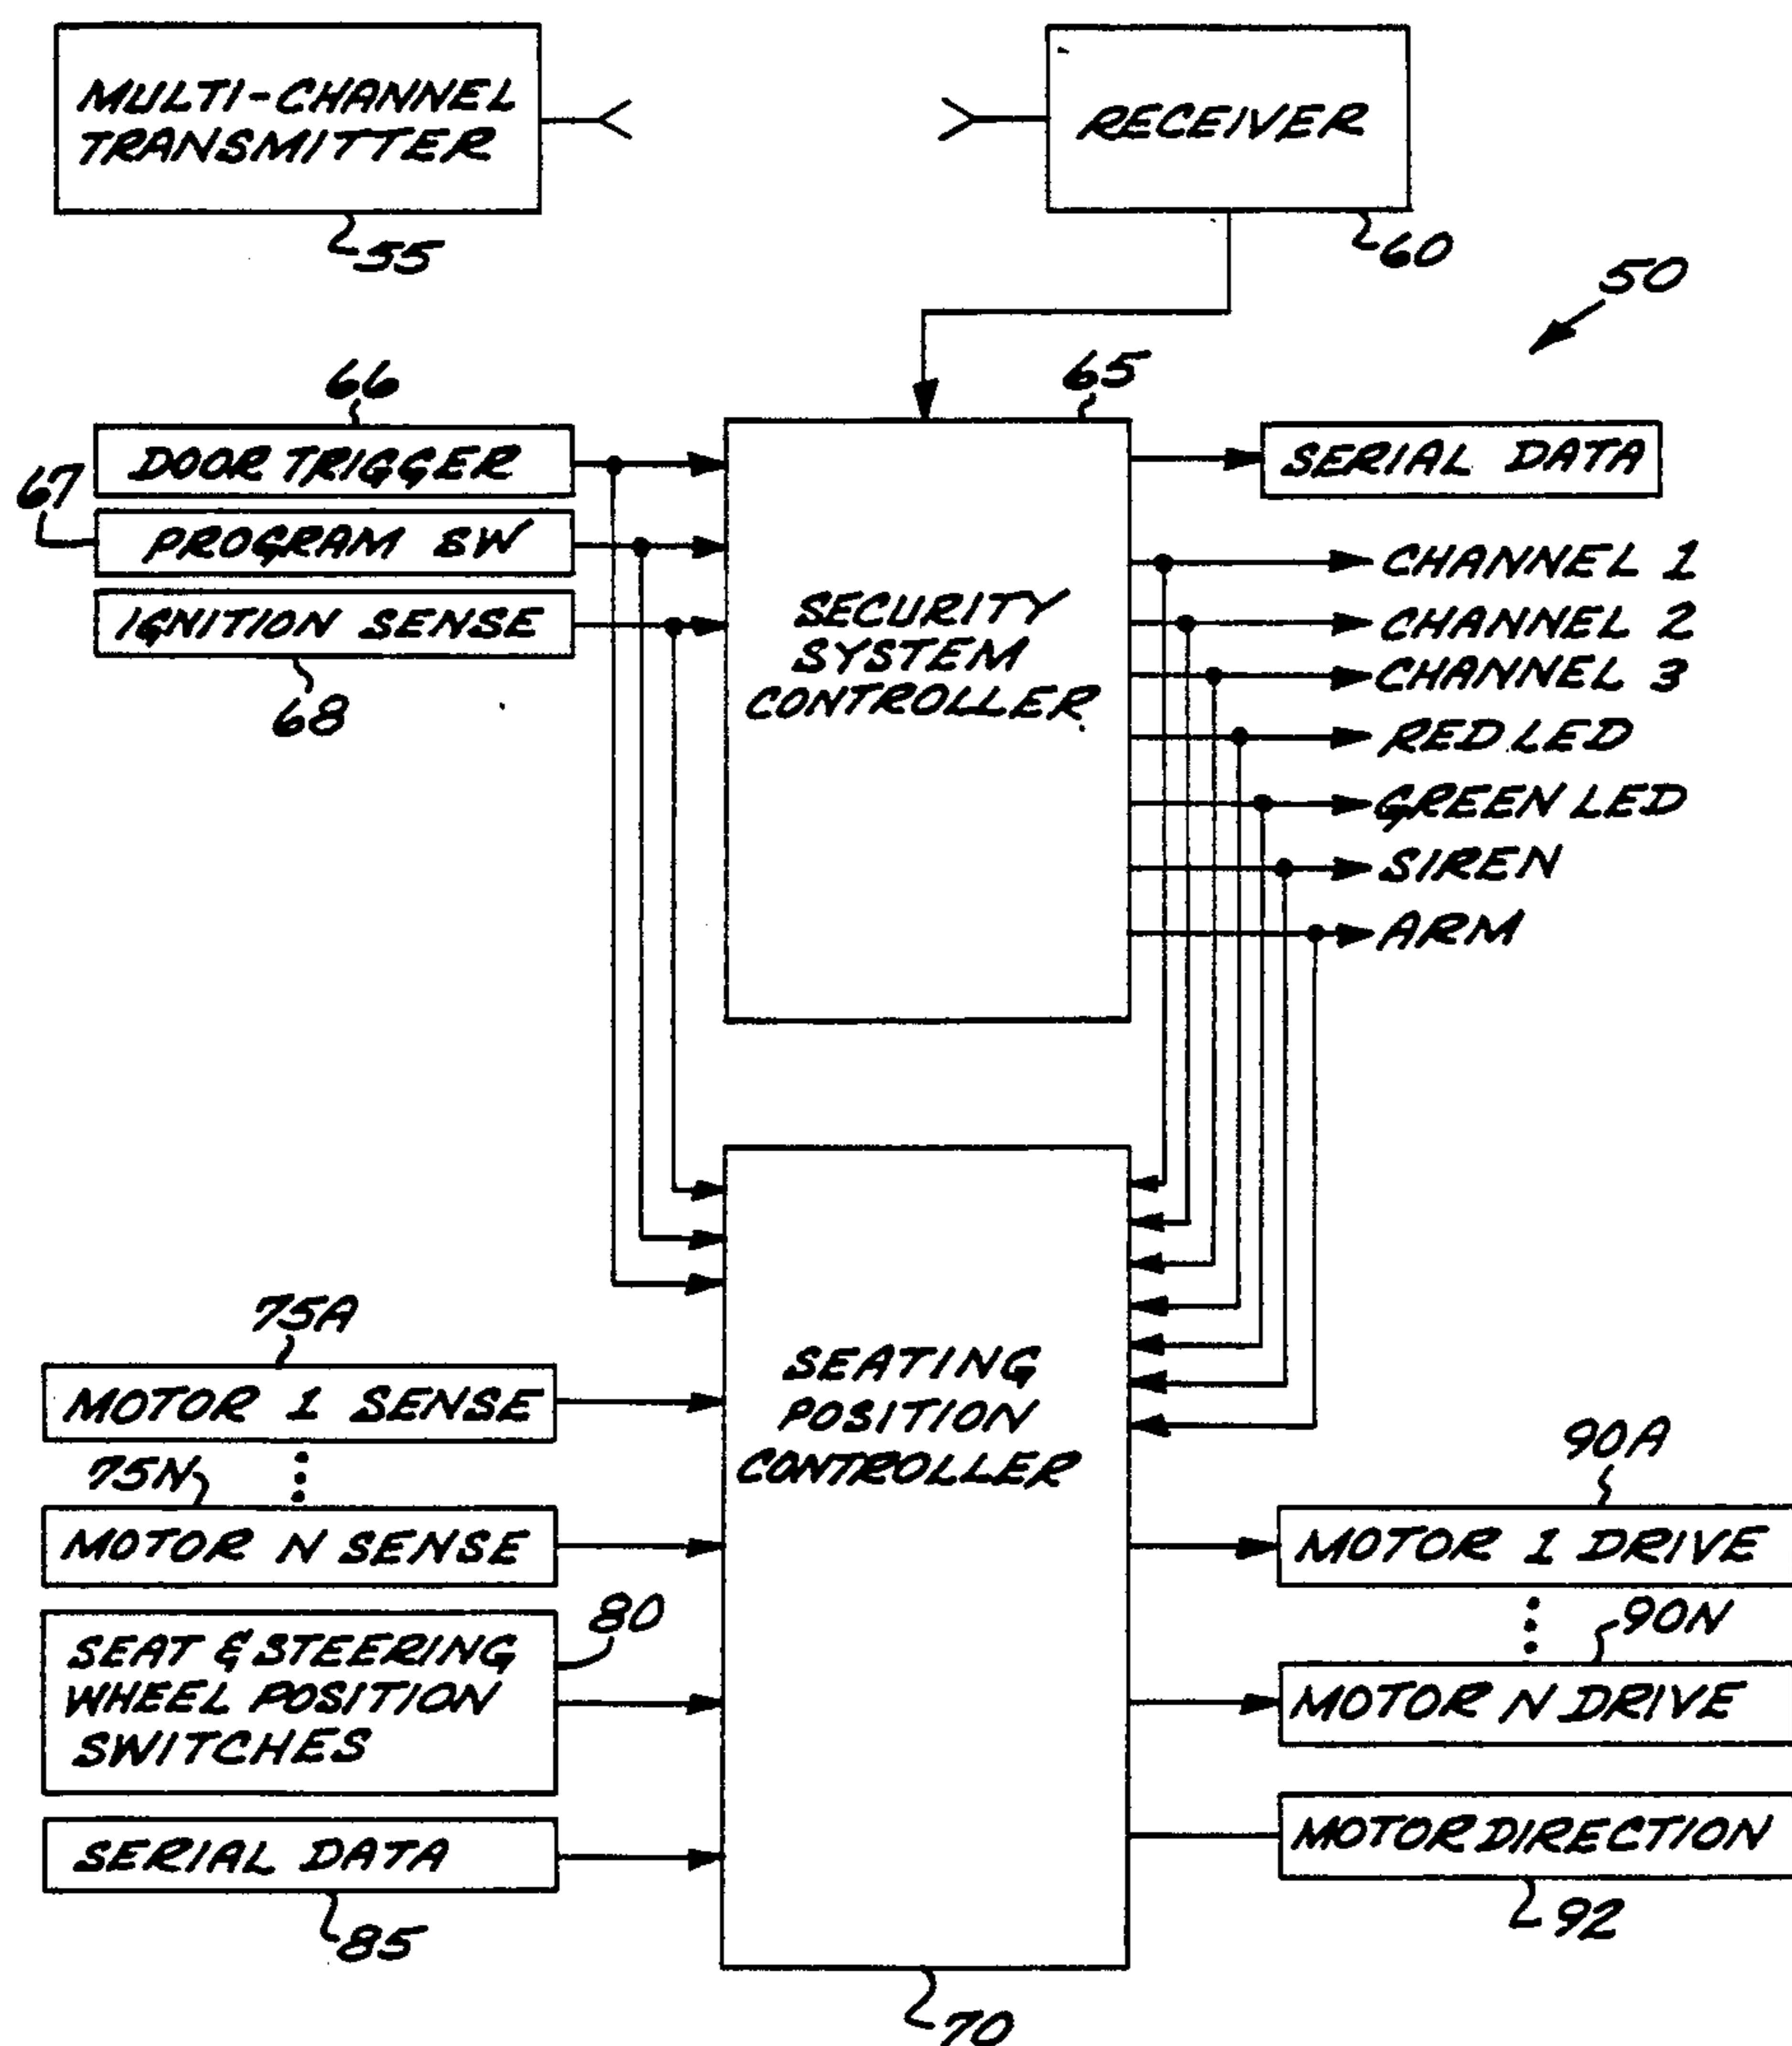 MULTI-CHANNEL
TRANSMITTER
55
RECEIVER
60
50
66
DOOR TRIGGER
67
PROGRAM SW
IGNITION SENSE
68
65
SECURITY
SYSTEM
CONTROLLER
SERIAL DATA
CHANNEL 1
CHANNEL 2
CHANNEL 3
RED LED
GREEN LED
SIREN
ARM
75A
MOTOR 1 SENSE
75N
MOTOR N SENSE
80
SEAT & STEERING
WHEEL POSITION
SWITCHES
SERIAL DATA
85
SEATING
POSITION
CONTROLLER
70
90A
MOTOR 1 DRIVE
90N
MOTOR N DRIVE
MOTOR DIRECTION
92